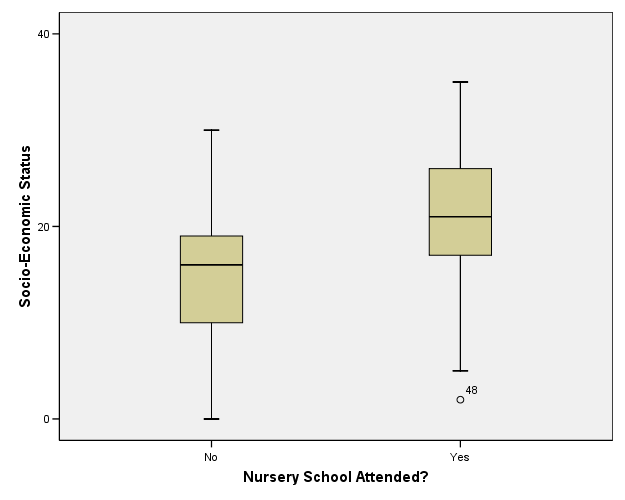 40
20
0
Socio-Economic Status
48
No
Yes
Nursery School Attended?